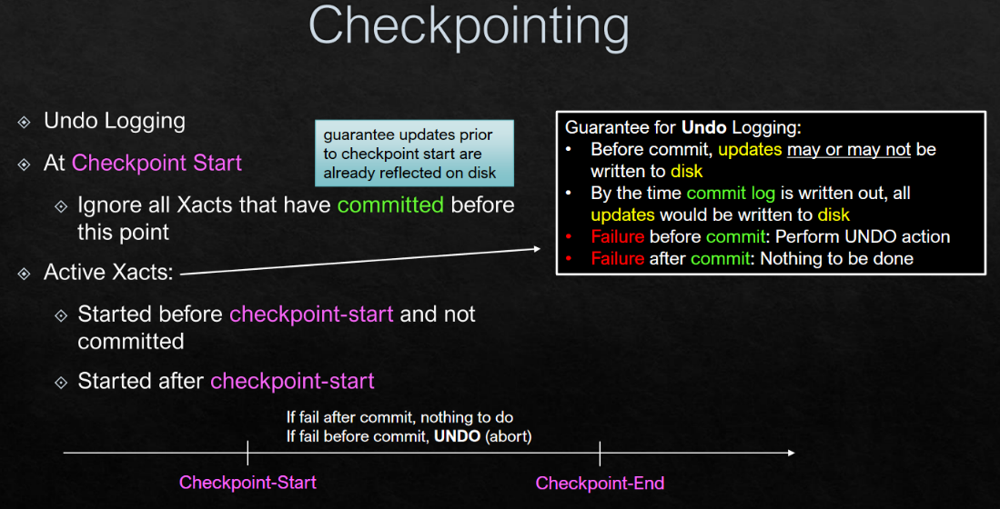 Checkpointing
Undo Logging
At Checkpoint Start
Ignore all Xacts that have committed before
this point
Active Xacts:
Started before checkpoint-start and not
committed
Started after checkpoint-start
guarantee updates prior
to checkpoint start are
already reflected on disk
Guarantee for Undo Logging:
• Before commit, updates may or may not be
written to disk
• By the time commit log is written out, all
updates would be written to disk
• Failure before commit: Perform UNDO action
• Failure after commit: Nothing to be done
If fail after commit, nothing to do
If fail before commit, UNDO (abort)
Checkpoint-Start
Checkpoint-End